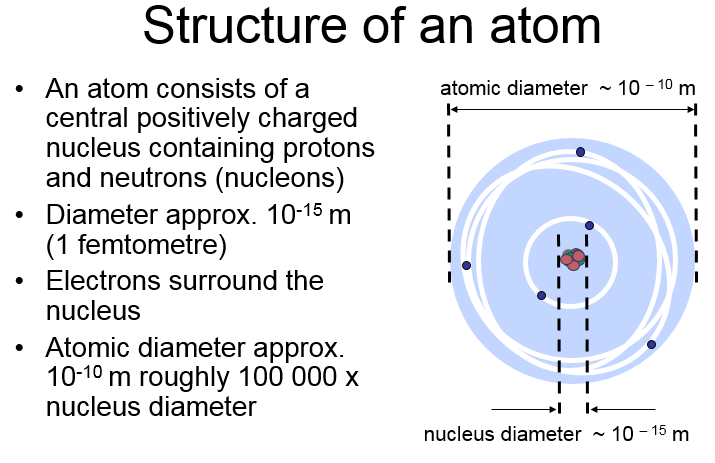 Structure of an atom
• An atom consists of a
central positively charged
nucleus containing protons
and neutrons (nucleons)
• Diameter approx. 10⁻¹⁵ m
(1 femtometre)
• Electrons surround the
nucleus
• Atomic diameter approx.
10⁻¹⁰ m roughly 100 000 x
nucleus diameter
atomic diameter ~ 10 ⁻ ¹⁰ m
nucleus diameter ~ 10 ⁻ ¹⁵ m